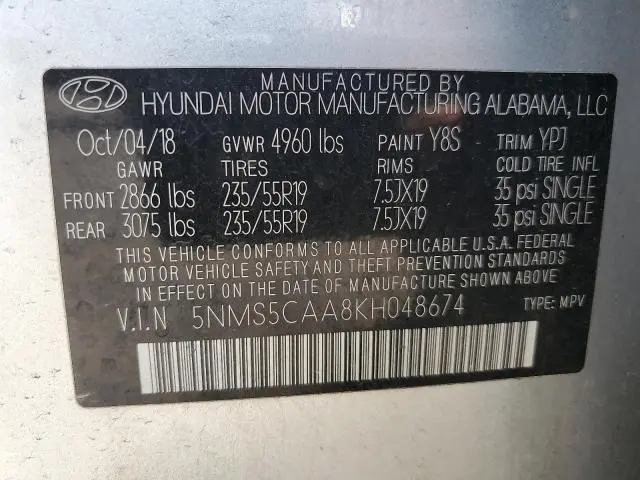 MANUFACTURED BY
HYUNDAI MOTOR MANUFACTURING ALABAMA, LLC
Oct/04/18 GVWR 4960 lbs PAINT Y8S TRIM YPJ
GAWR TIRES RIMS COLD TIRE INFL
FRONT 2866 lbs 235/55R19 7.5JX19 35 psi SINGLE
REAR 3075 lbs 235/55R19 7.5JX19 35 psi SINGLE
THIS VEHICLE CONFORMS TO ALL APPLICABLE U.S.A. FEDERAL
MOTOR VEHICLE SAFETY AND THEFT PREVENTION STANDARDS
IN EFFECT ON THE DATE OF MANUFACTURE SHOWN ABOVE
V.I.N 5NMS5CAA8KH048674 TYPE: MPV